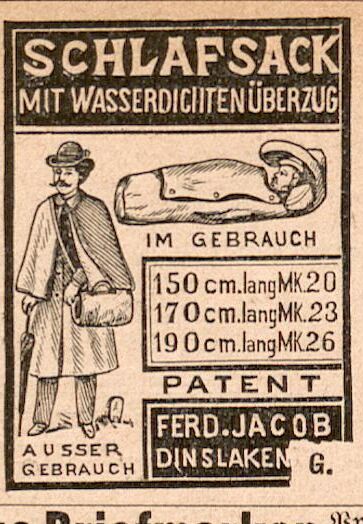 SCHLAFSACK
MIT WASSERDICHTEN ÜBERZUG
IM GEBRAUCH
150 cm. lang MK. 20
170 cm. lang MK. 23
190 cm. lang MK. 26
PATENT
AUSSER
GEBRAUCH
FERD. JACOB
DINSLAKEN G.